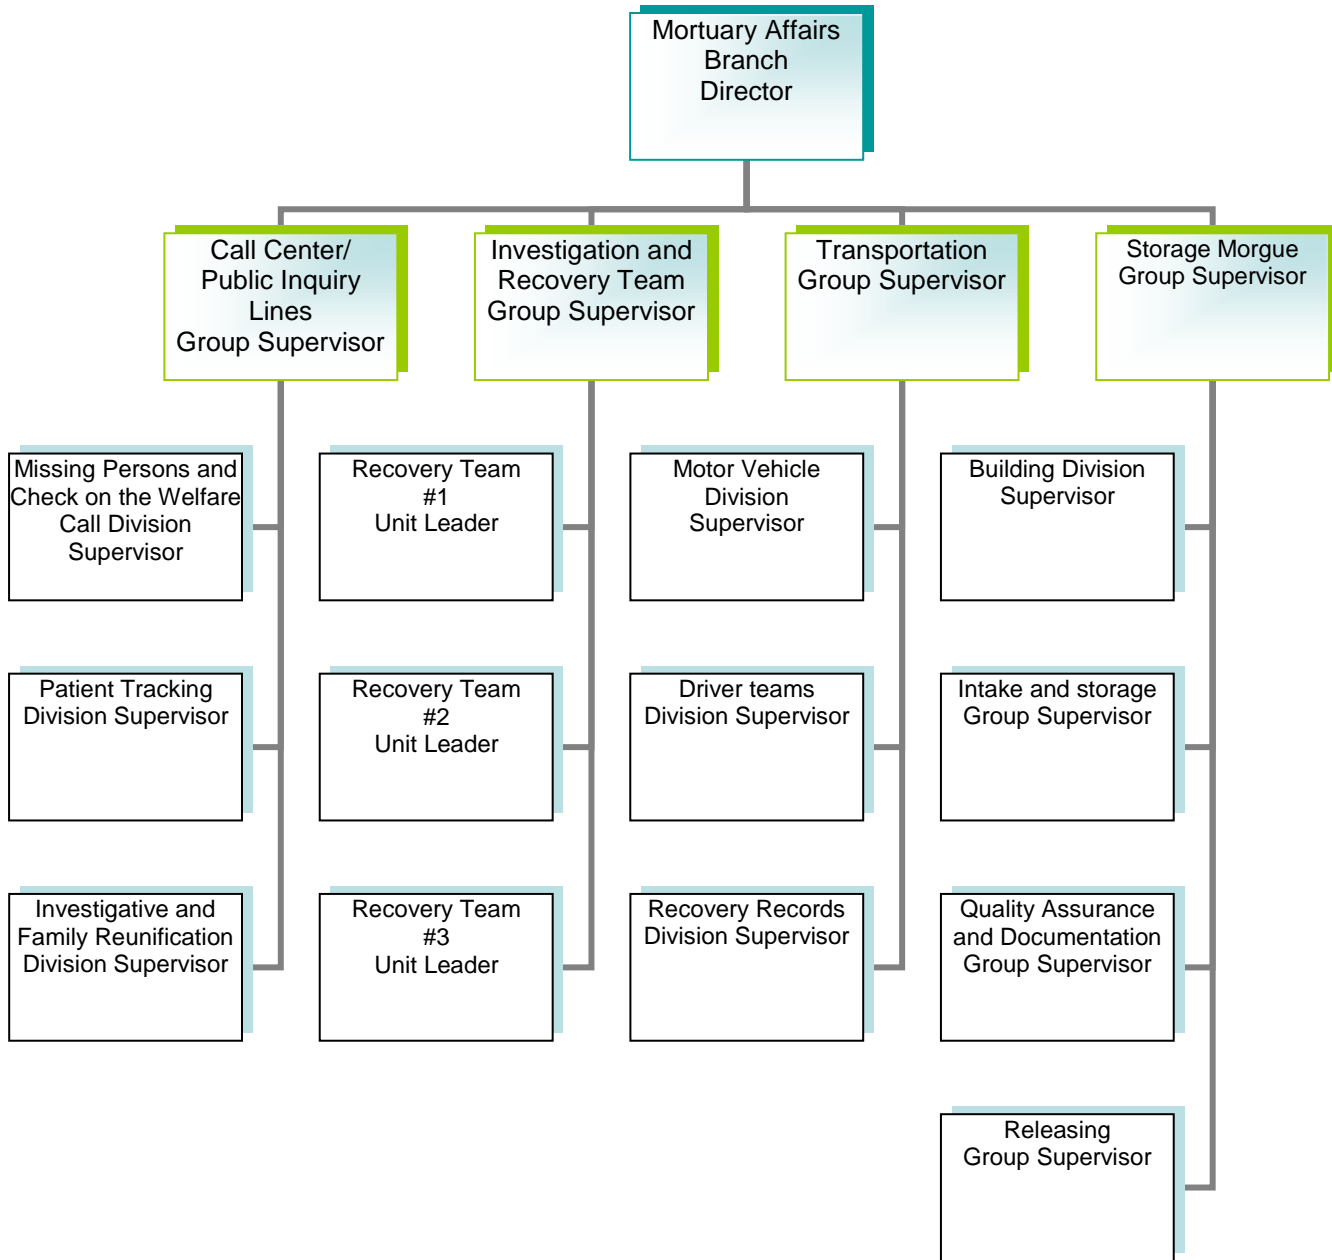 Mortuary Affairs
Branch
Director
Call Center/
Public Inquiry
Lines
Group Supervisor
Investigation and
Recovery Team
Group Supervisor
Transportation
Group Supervisor
Storage Morgue
Group Supervisor
Missing Persons and
Check on the Welfare
Call Division
Supervisor
Recovery Team
#1
Unit Leader
Motor Vehicle
Division
Supervisor
Building Division
Supervisor
Patient Tracking
Division Supervisor
Recovery Team
#2
Unit Leader
Driver teams
Division Supervisor
Intake and storage
Group Supervisor
Investigative and
Family Reunification
Division Supervisor
Recovery Team
#3
Unit Leader
Recovery Records
Division Supervisor
Quality Assurance
and Documentation
Group Supervisor
Releasing
Group Supervisor